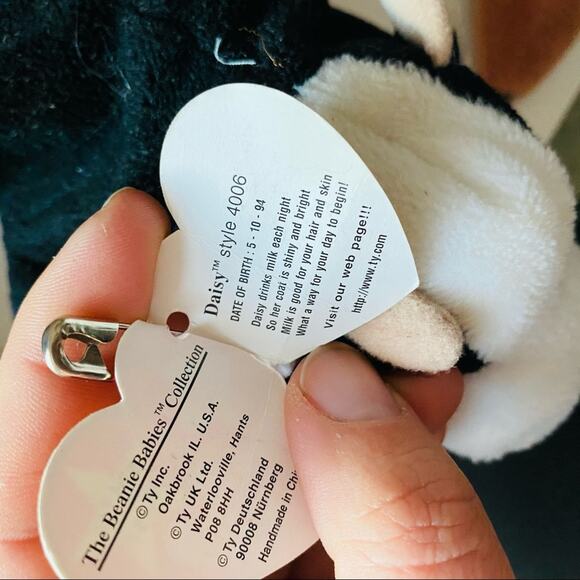 Daisy™ style 4006
DATE OF BIRTH : 5 - 10 - 94
Daisy drinks milk each night
So her coat is shiny and bright
Milk is good for your hair and skin
What a way for your day to begin!
Visit our web page!!!
http://www.ty.com
The Beanie Babies™ Collection
© Ty Inc.
Oakbrook IL. U.S.A.
© Ty UK Ltd.
Waterlooville, Hants
P08 8HH
© Ty Deutschland
90008 Nürnberg
Handmade in